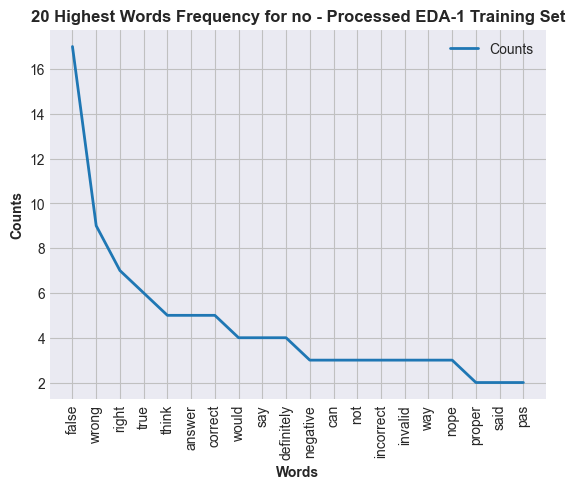 20 Highest Words Frequency for no - Processed EDA-1 Training Set
Counts
16
14
12
10
8
6
4
2
Counts
false
wrong
right
true
think
answer
correct
would
say
definitely
negative
can
not
incorrect
invalid
way
nope
proper
said
pas
Words